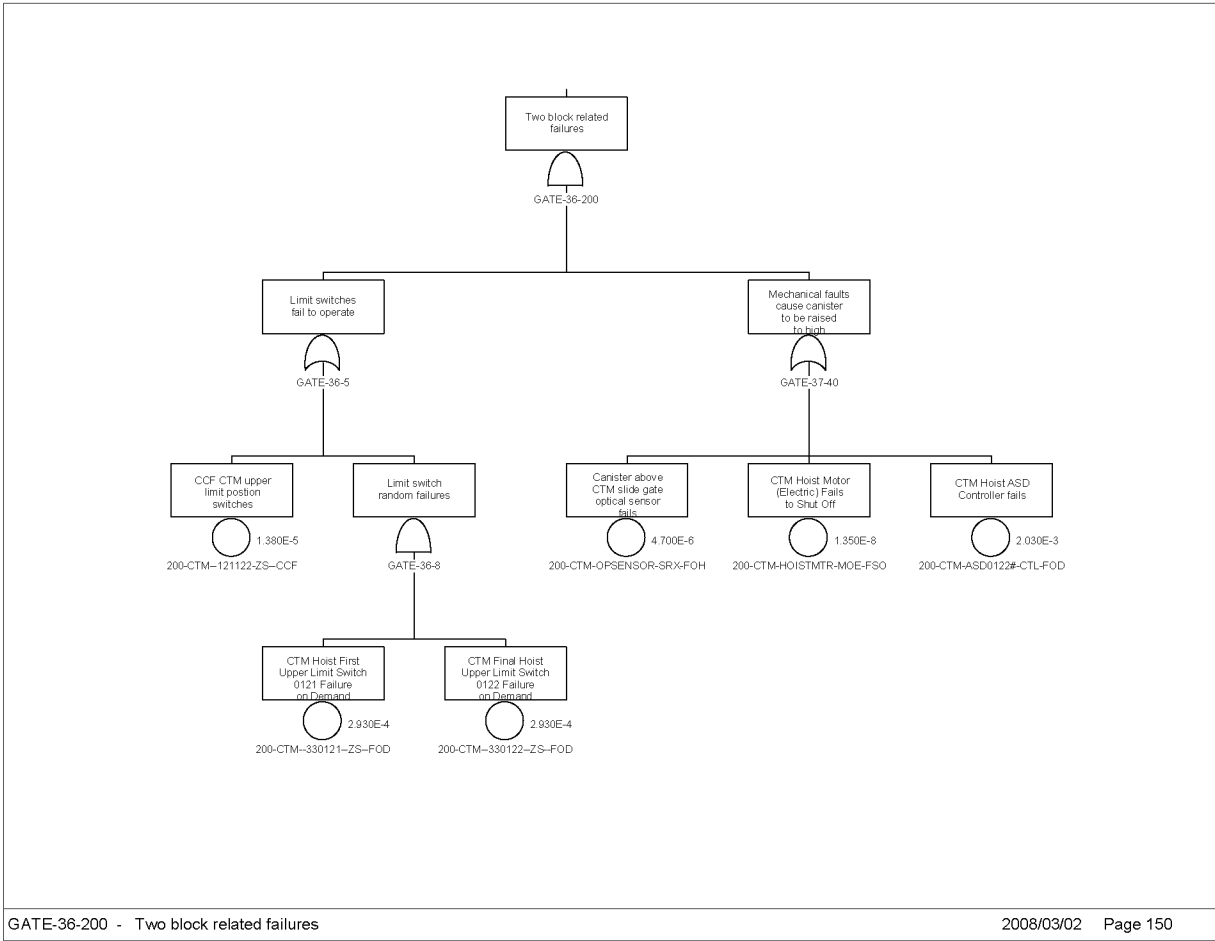 Two block related
failures
GATE-36-200
Limit switches
fail to operate
GATE-36-5
Mechanical faults
cause canister
to be raised
to high
GATE-37-40
CCF CTM upper
limit postion
switches
1.380E-5
200-CTM--121122-ZS--CCF
Limit switch
random failures
GATE-36-8
Canister above
CTM slide gate
optical sensor
fails
4.700E-6
200-CTM-OPSENSOR-SRX-FOH
CTM Hoist Motor
(Electric) Fails
to Shut Off
1.350E-8
200-CTM-HOISTMTR-MOE-FSO
CTM Hoist ASD
Controller fails
2.030E-3
200-CTM-ASD0122#-CTL-FOD
CTM Hoist First
Upper Limit Switch
0121 Failure
on Demand
2.930E-4
200-CTM--330121--ZS--FOD
CTM Final Hoist
Upper Limit Switch
0122 Failure
on Demand
2.930E-4
200-CTM--330122--ZS--FOD
GATE-36-200 - Two block related failures
2008/03/02 Page 150